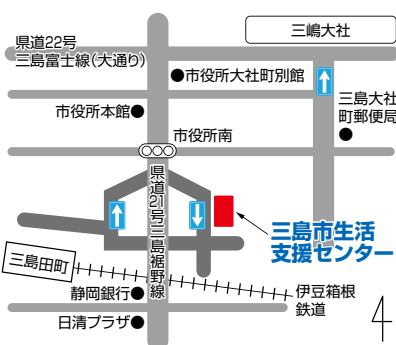 三嶋大社
県道22号
三島富士線(大通り)
●市役所大社町別館
市役所本館●
三島大社
町郵便局
●
市役所南
県道21号三島裾野線
三島市生活
支援センター
三島田町
静岡銀行●
伊豆箱根
鉄道
日清プラザ●